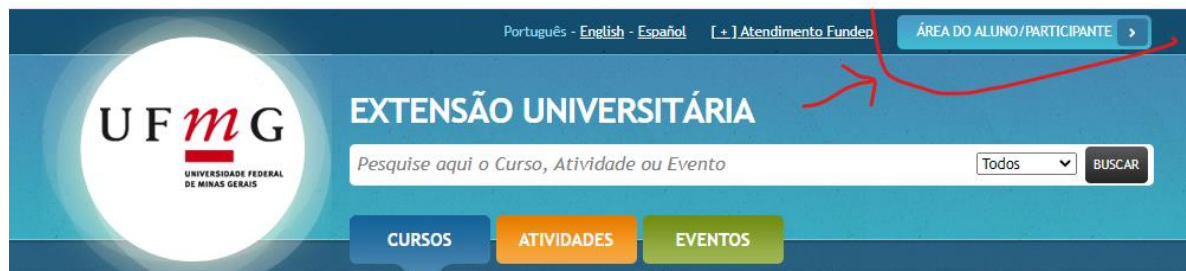 Português - English - Español [ + ] Atendimento Fundep ÁREA DO ALUNO/PARTICIPANTE >
UFMG
UNIVERSIDADE FEDERAL
DE MINAS GERAIS
EXTENSÃO UNIVERSITÁRIA
Pesquise aqui o Curso, Atividade ou Evento Todos BUSCAR
CURSOS ATIVIDADES EVENTOS